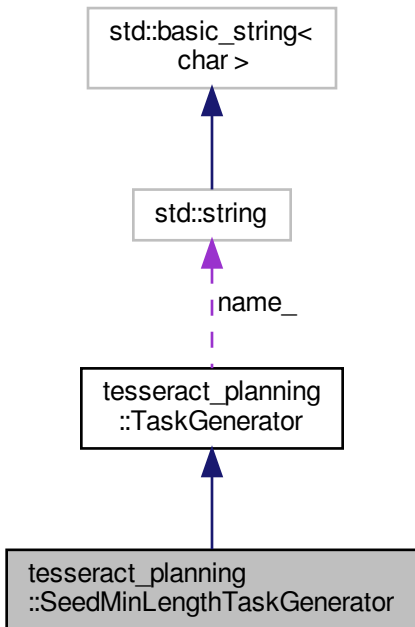 std::basic_string<
char >
std::string
name_
tesseract_planning
::TaskGenerator
tesseract_planning
::SeedMinLengthTaskGenerator